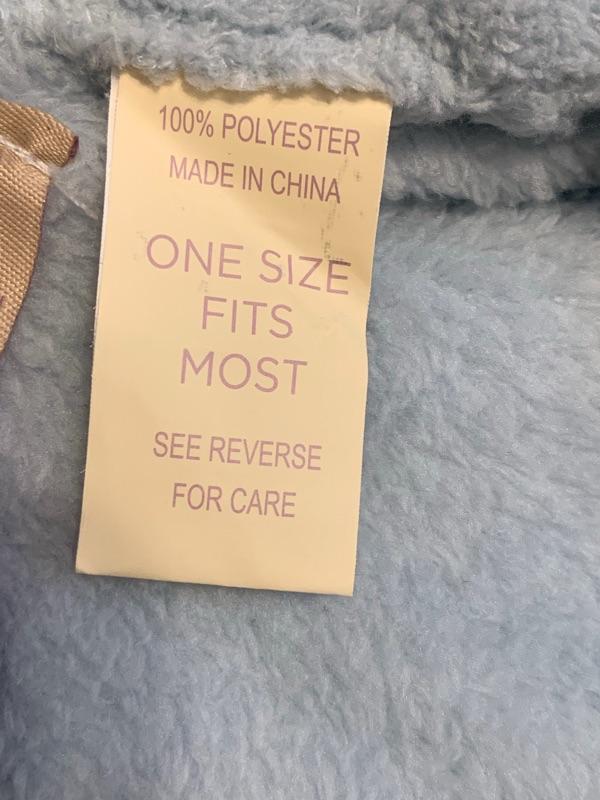 100% POLYESTER
MADE IN CHINA
ONE SIZE
FITS
MOST
SEE REVERSE
FOR CARE